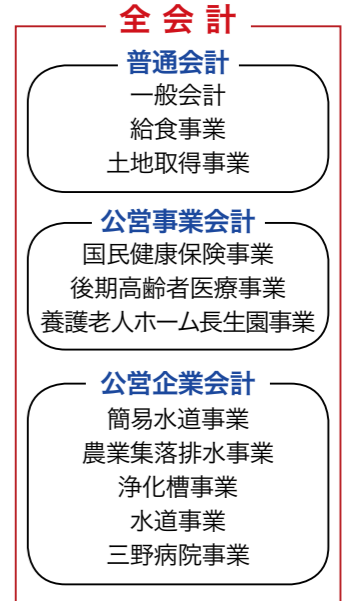 全会計
普通会計
一般会計
給食事業
土地取得事業
公営事業会計
国民健康保険事業
後期高齢者医療事業
養護老人ホーム長生園事業
公営企業会計
簡易水道事業
農業集落排水事業
浄化槽事業
水道事業
三野病院事業